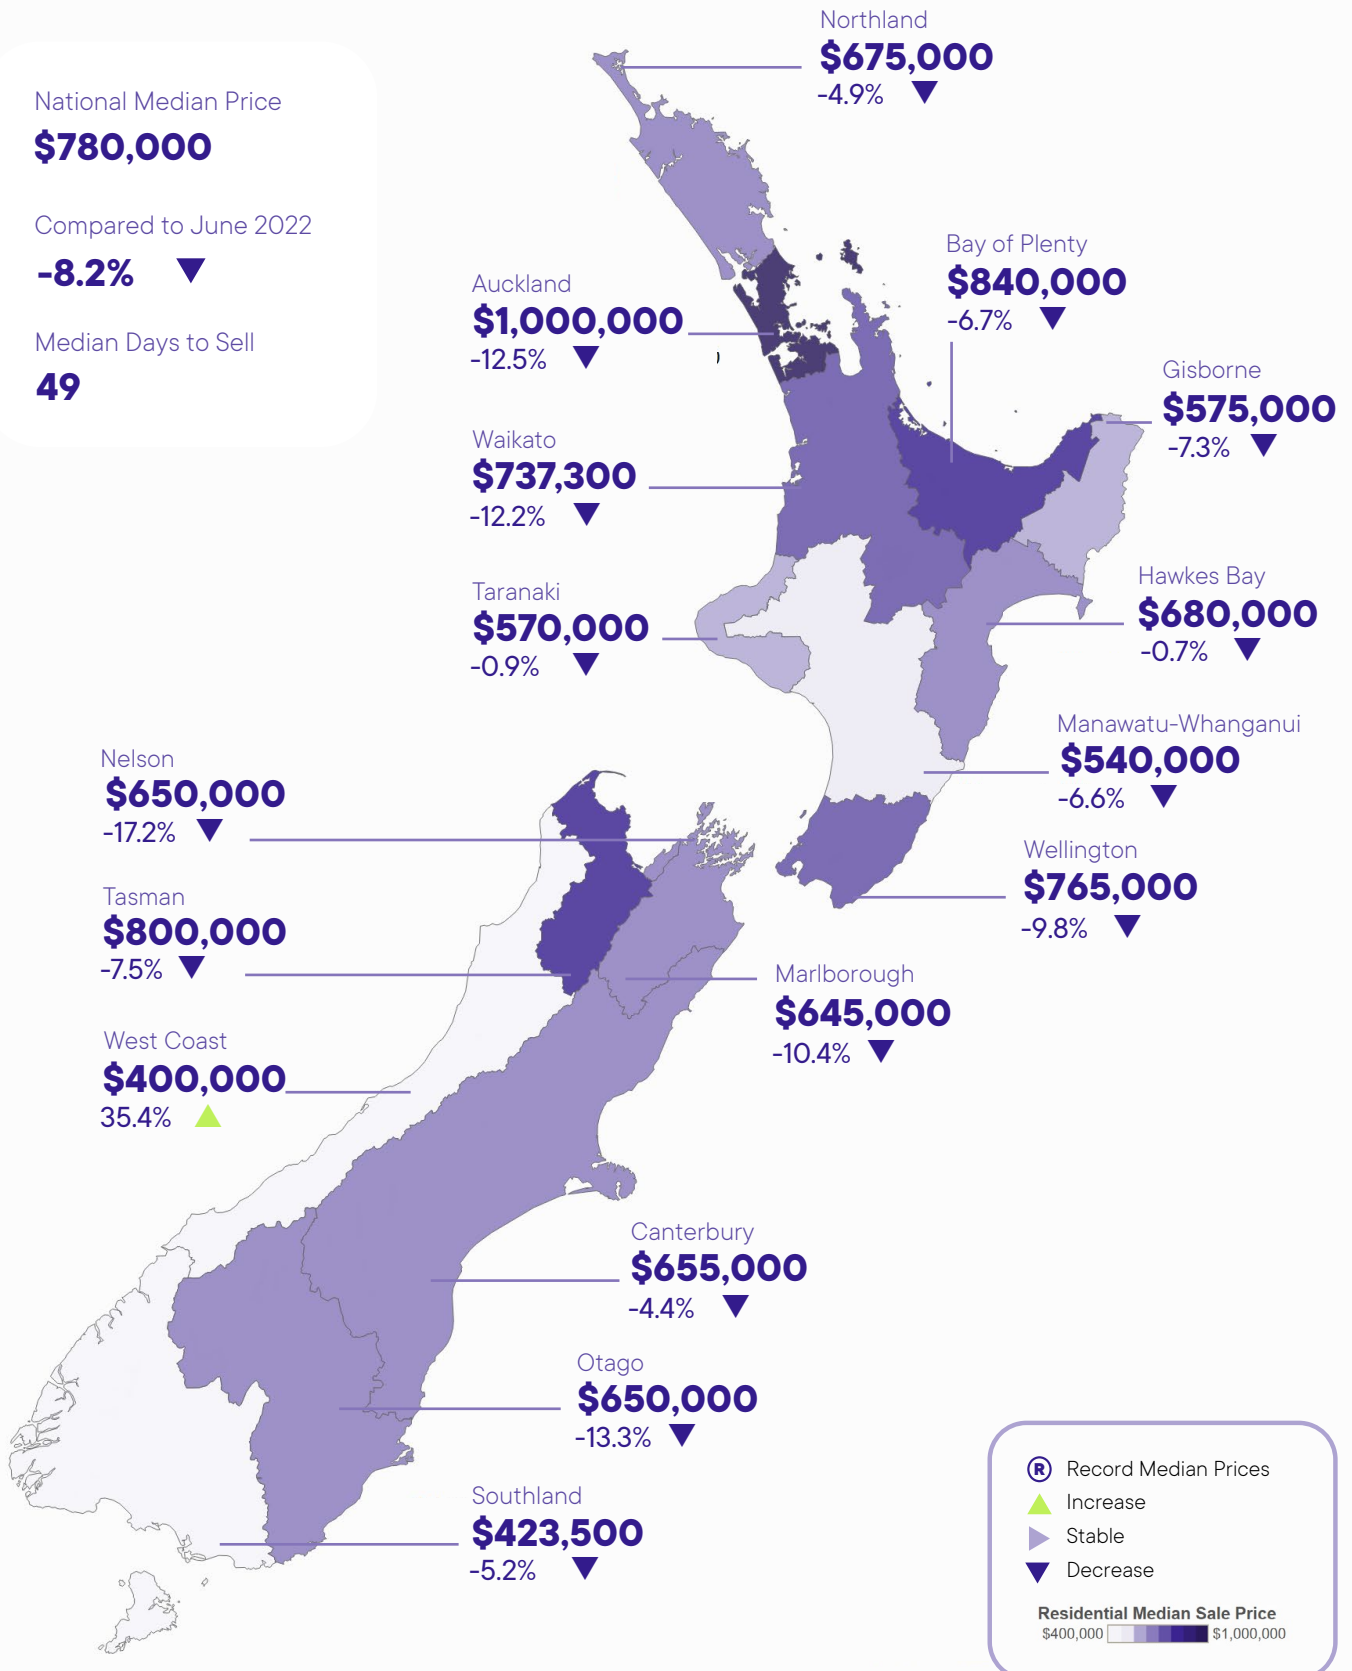 National Median Price
$780,000
Compared to June 2022
-8.2%
Median Days to Sell
49
Northland
$675,000
-4.9%
Auckland
$1,000,000
-12.5%
)
Bay of Plenty
$840,000
-6.7%
Gisborne
$575,000
-7.3%
Waikato
$737,300
-12.2%
Taranaki
$570,000
-0.9%
Hawkes Bay
$680,000
-0.7%
Manawatu-Whanganui
$540,000
-6.6%
Nelson
$650,000
-17.2%
Wellington
$765,000
-9.8%
Tasman
$800,000
-7.5%
Marlborough
$645,000
-10.4%
West Coast
$400,000
35.4%
Canterbury
$655,000
-4.4%
Otago
$650,000
-13.3%
Southland
$423,500
-5.2%
R Record Median Prices
Increase
Stable
Decrease
Residential Median Sale Price
$400,000 $1,000,000